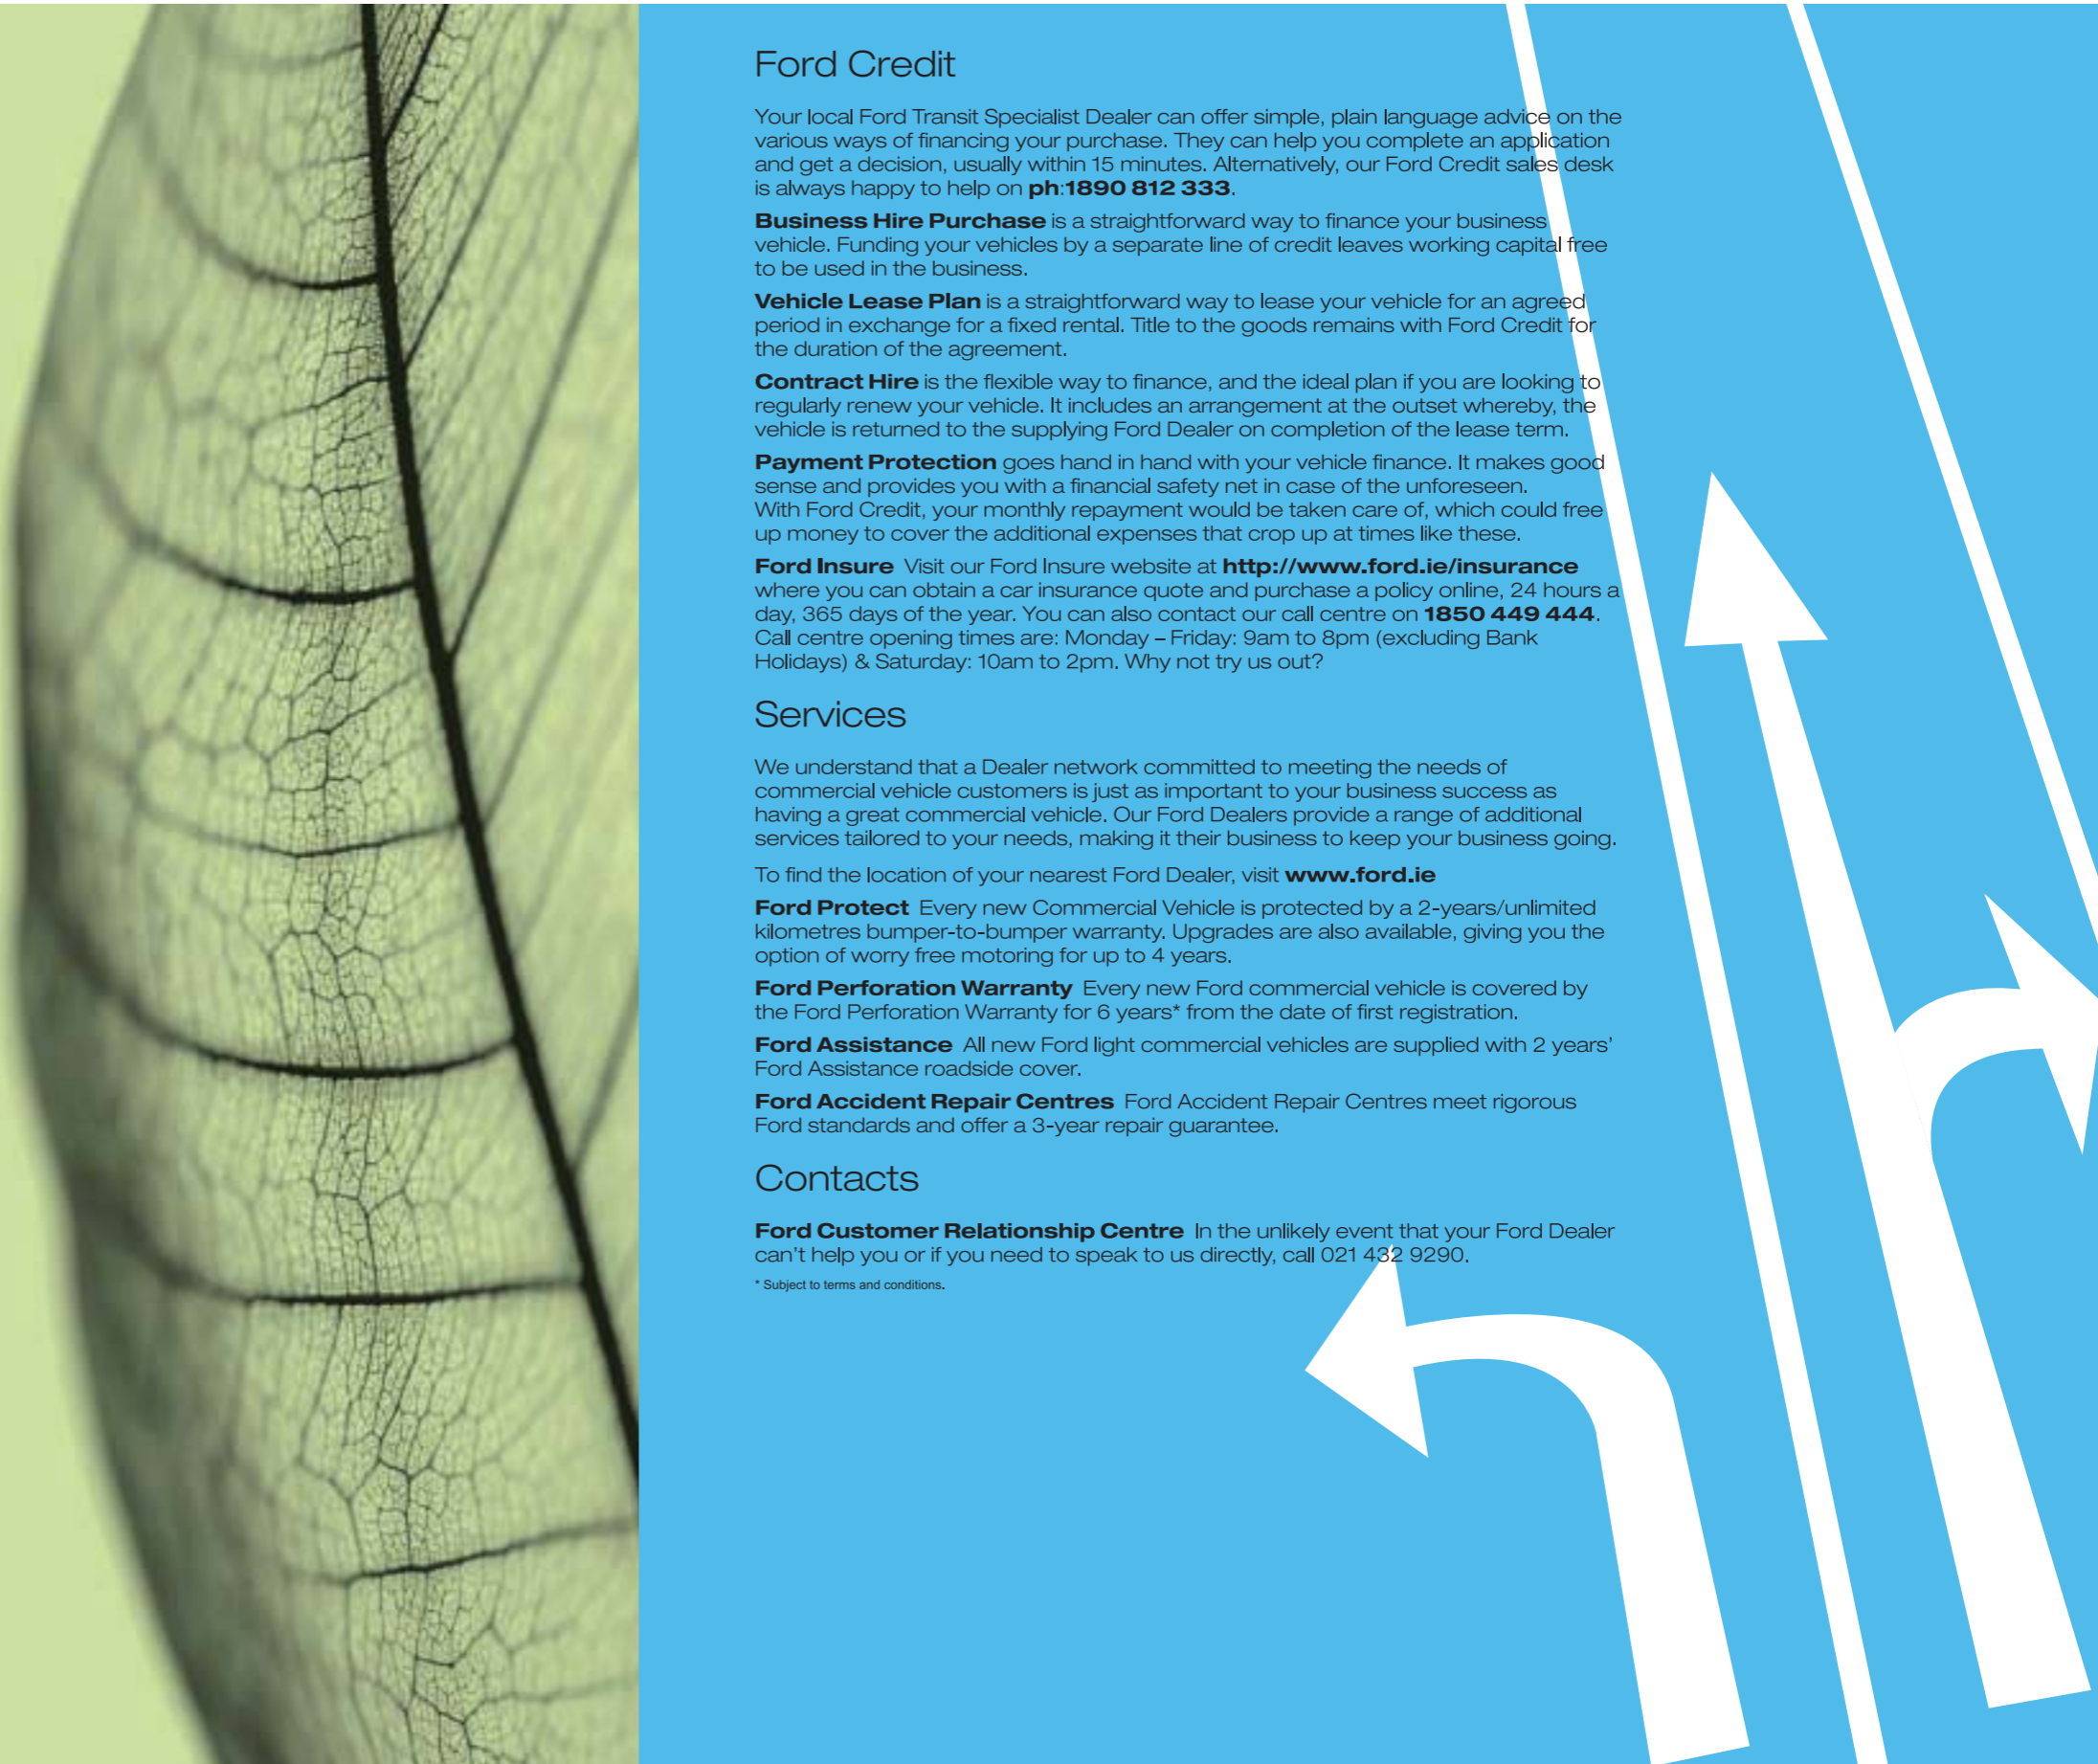 Ford Credit
Your local Ford Transit Specialist Dealer can offer simple, plain language advice on the
various ways of financing your purchase. They can help you complete an application
and get a decision, usually within 15 minutes. Alternatively, our Ford Credit sales desk
is always happy to help on ph:1890 812 333.
Business Hire Purchase is a straightforward way to finance your business
vehicle. Funding your vehicles by a separate line of credit leaves working capital free
to be used in the business.
Vehicle Lease Plan is a straightforward way to lease your vehicle for an agreed
period in exchange for a fixed rental. Title to the goods remains with Ford Credit for
the duration of the agreement.
Contract Hire is the flexible way to finance, and the ideal plan if you are looking to
regularly renew your vehicle. It includes an arrangement at the outset whereby, the
vehicle is returned to the supplying Ford Dealer on completion of the lease term.
Payment Protection goes hand in hand with your vehicle finance. It makes good
sense and provides you with a financial safety net in case of the unforeseen.
With Ford Credit, your monthly repayment would be taken care of, which could free
up money to cover the additional expenses that crop up at times like these.
Ford Insure Visit our Ford Insure website at http://www.ford.ie/insurance
where you can obtain a car insurance quote and purchase a policy online, 24 hours a
day, 365 days of the year. You can also contact our call centre on 1850 449 444.
Call centre opening times are: Monday – Friday: 9am to 8pm (excluding Bank
Holidays) & Saturday: 10am to 2pm. Why not try us out?
Services
We understand that a Dealer network committed to meeting the needs of
commercial vehicle customers is just as important to your business success as
having a great commercial vehicle. Our Ford Dealers provide a range of additional
services tailored to your needs, making it their business to keep your business going.
To find the location of your nearest Ford Dealer, visit www.ford.ie
Ford Protect Every new Commercial Vehicle is protected by a 2-years/unlimited
kilometres bumper-to-bumper warranty. Upgrades are also available, giving you the
option of worry free motoring for up to 4 years.
Ford Perforation Warranty Every new Ford commercial vehicle is covered by
the Ford Perforation Warranty for 6 years* from the date of first registration.
Ford Assistance All new Ford light commercial vehicles are supplied with 2 years'
Ford Assistance roadside cover.
Ford Accident Repair Centres Ford Accident Repair Centres meet rigorous
Ford standards and offer a 3-year repair guarantee.
Contacts
Ford Customer Relationship Centre In the unlikely event that your Ford Dealer
can't help you or if you need to speak to us directly, call 021 432 9290.
* Subject to terms and conditions.